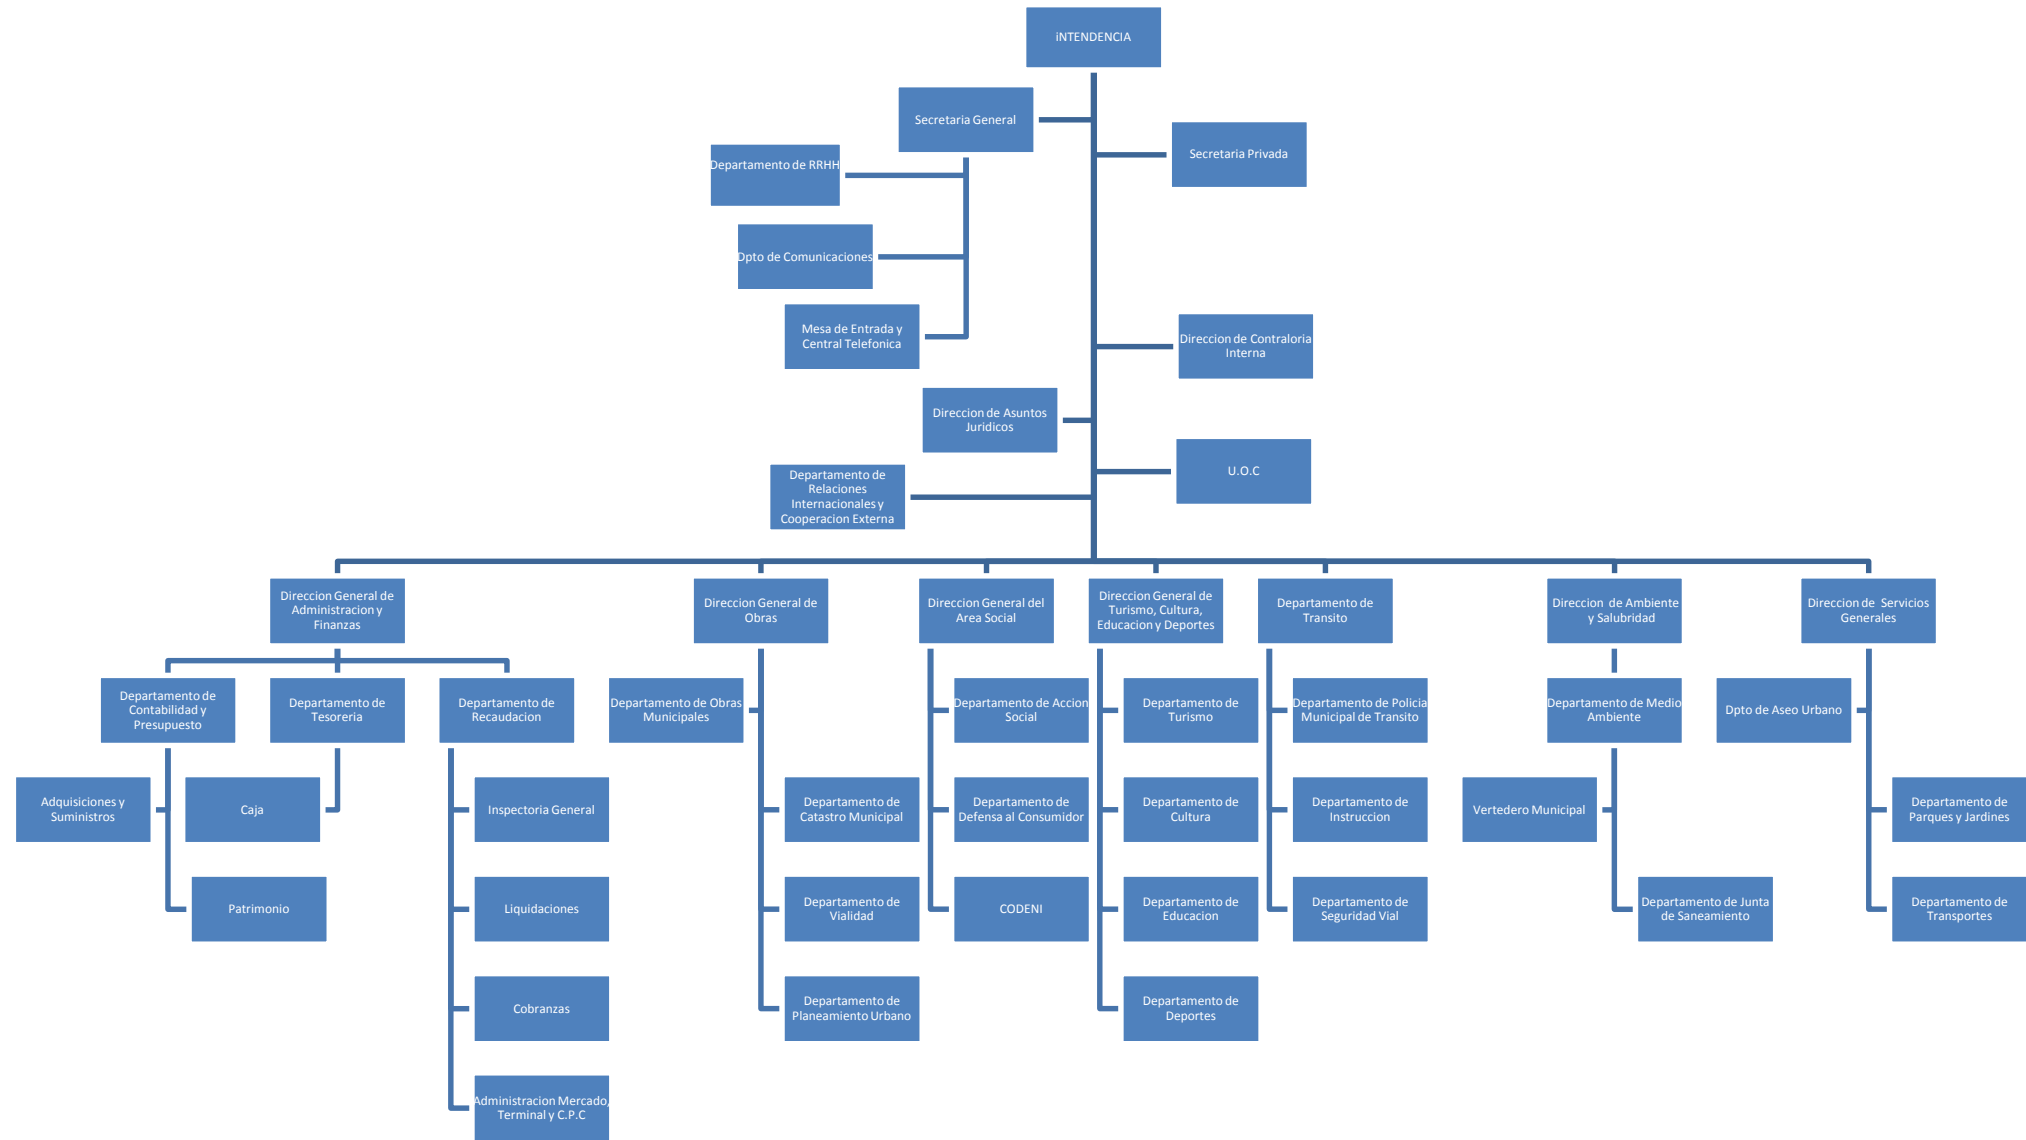 iNTENDENCIA
Secretaria General
Secretaria Privada
Departamento de RRHH
Dpto de Comunicaciones
Mesa de Entrada y
Central Telefonica
Direccion de Contraloria
Interna
Direccion de Asuntos
Juridicos
U.O.C
Departamento de
Relaciones
Internacionales y
Cooperacion Externa
Direccion General de
Administracion y
Finanzas
Direccion General de
Obras
Direccion General del
Area Social
Direccion General de
Turismo, Cultura,
Educacion y Deportes
Departamento de
Transito
Direccion de Ambiente
y Salubridad
Direccion de Servicios
Generales
Departamento de
Contabilidad y
Presupuesto
Departamento de
Tesoreria
Departamento de
Recaudacion
Departamento de Obras
Municipales
Departamento de Accion
Social
Departamento de
Turismo
Departamento de Policia
Municipal de Transito
Departamento de Medio
Ambiente
Dpto de Aseo Urbano
Adquisiciones y
Suministros
Caja
Inspectoria General
Departamento de
Catastro Municipal
Departamento de
Defensa al Consumidor
Departamento de
Cultura
Departamento de
Instruccion
Vertedero Municipal
Departamento de
Parques y Jardines
Patrimonio
Liquidaciones
Departamento de
Vialidad
CODENI
Departamento de
Educacion
Departamento de
Seguridad Vial
Departamento de Junta
de Saneamiento
Departamento de
Transportes
Cobranzas
Departamento de
Planeamiento Urbano
Departamento de
Deportes
Administracion Mercado,
Terminal y C.P.C